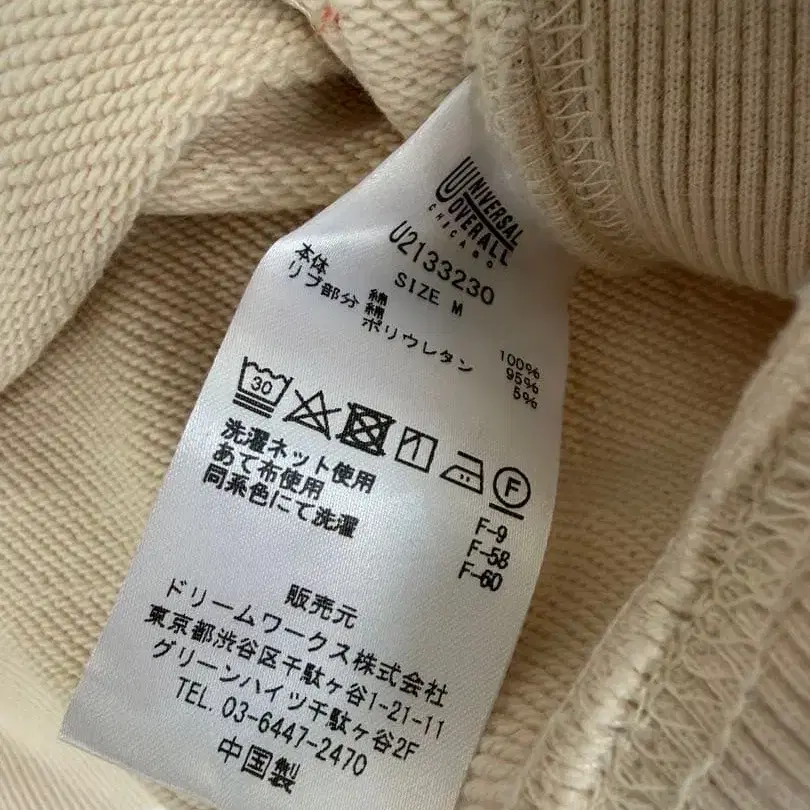 UNIVERSAL
OVERALL
CHICAGO
U2133230
SIZE M
本体 綿 100%
リブ部分 綿 95%
ポリウレタン 5%
30
F
洗濯ネット使用
あて布使用
同系色にて洗濯
F-9
F-58
F-60
販売元
ドリームワークス株式会社
東京都渋谷区千駄ヶ谷1-21-11
グリーンハイツ千駄ヶ谷2F
TEL. 03-6447-2470
中国製